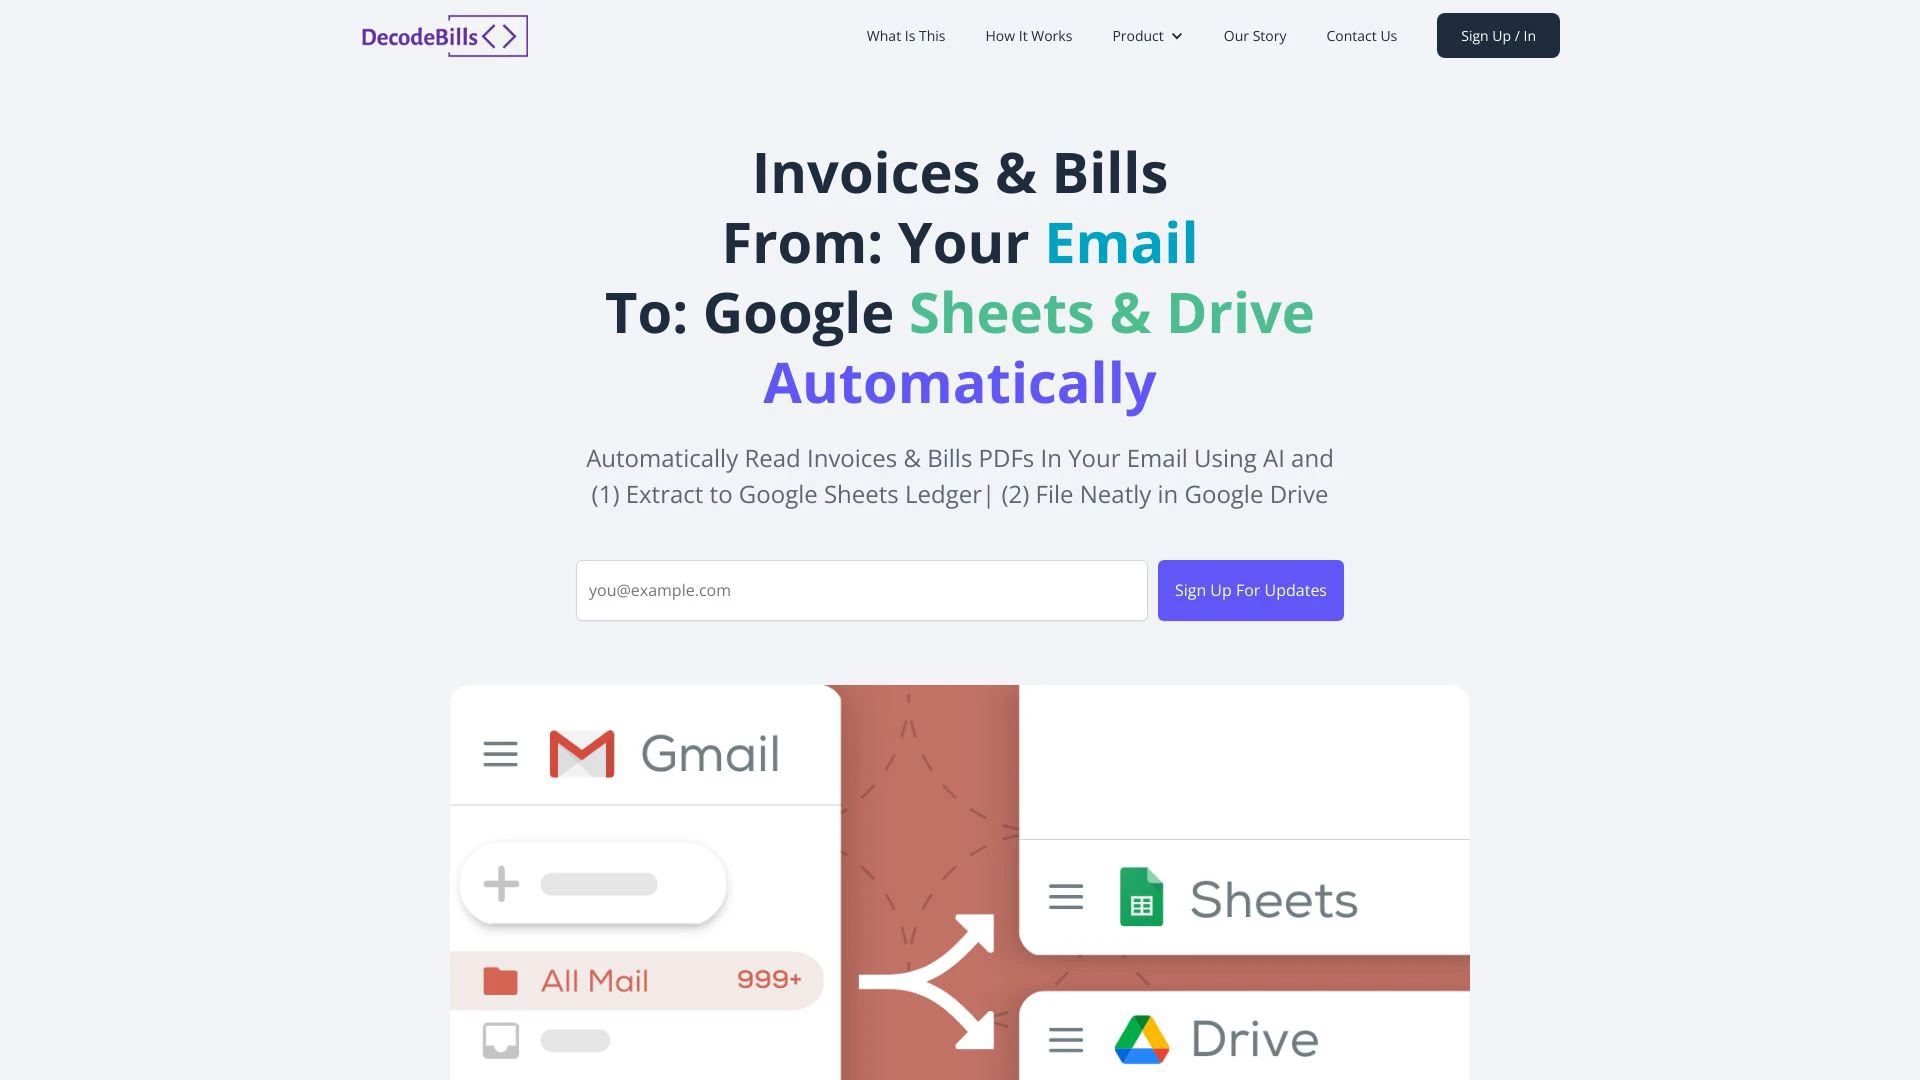 DecodeBills<>
What Is This
How It Works
Product
Our Story
Contact Us
Sign Up / In
Invoices & Bills
From: Your Email
To: Google Sheets & Drive
Automatically
Automatically Read Invoices & Bills PDFs In Your Email Using AI and
(1) Extract to Google Sheets Ledger| (2) File Neatly in Google Drive
you@example.com
Sign Up For Updates
Gmail
All Mail 999+
Sheets
Drive